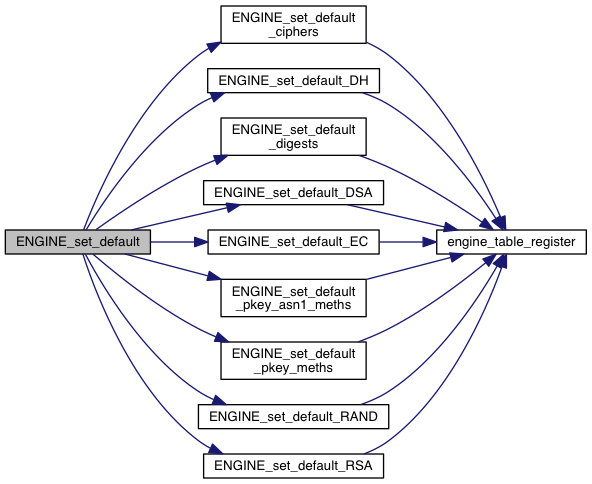 ENGINE_set_default
_ciphers
ENGINE_set_default_DH
ENGINE_set_default
_digests
ENGINE_set_default_DSA
ENGINE_set_default
ENGINE_set_default_EC
engine_table_register
ENGINE_set_default
_pkey_asn1_meths
ENGINE_set_default
_pkey_meths
ENGINE_set_default_RAND
ENGINE_set_default_RSA